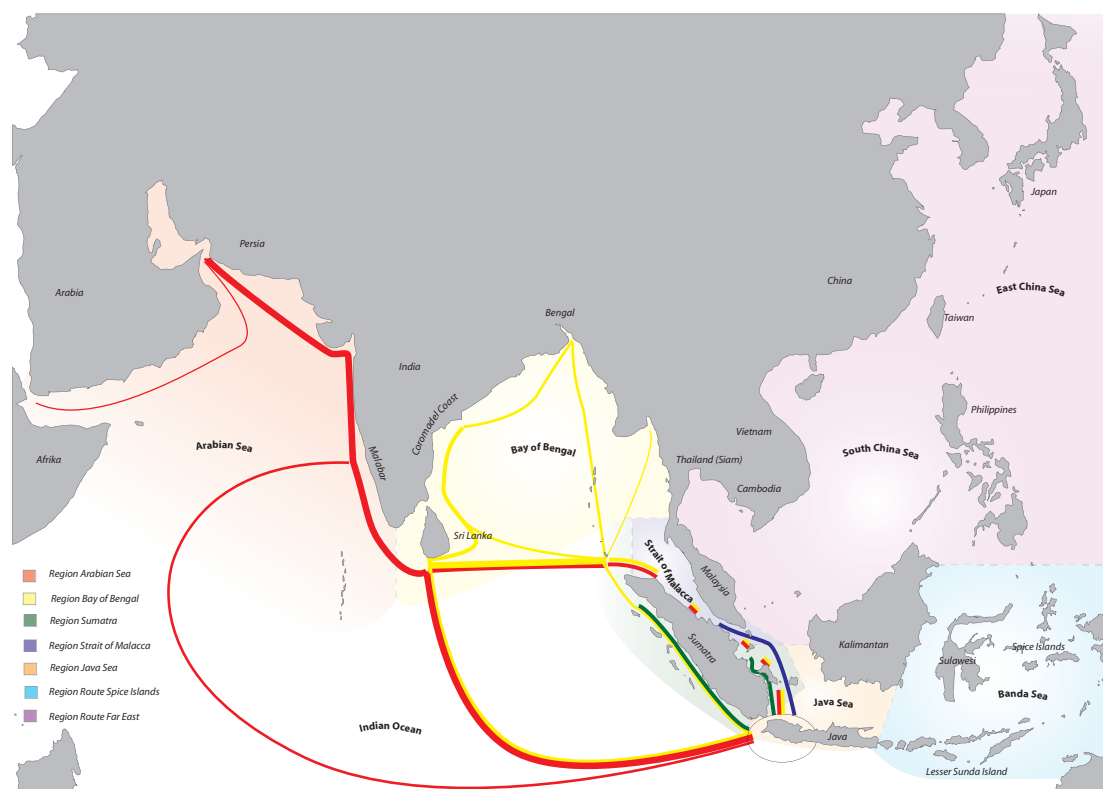 Japan
Persia
China
Arabia
East China Sea
Bengal
Taiwan
India
Coromodel Coast
Philippines
Vietnam
Arabian Sea
Bay of Bengal
South China Sea
Malabar
Afrika
Thailand (Siam)
Cambodia
Sri Lanka
Strait of Malacca
Malaysia
Region Arabian Sea
Region Bay of Bengal
Region Sumatra
Region Strait of Malacca
Region Java Sea
Region Route Spice Islands
Region Route Far East
Sumatra
Kalimantan
Spice Islands
Sulawesi
Banda Sea
Java Sea
Indian Ocean
Java
Lesser Sunda Island